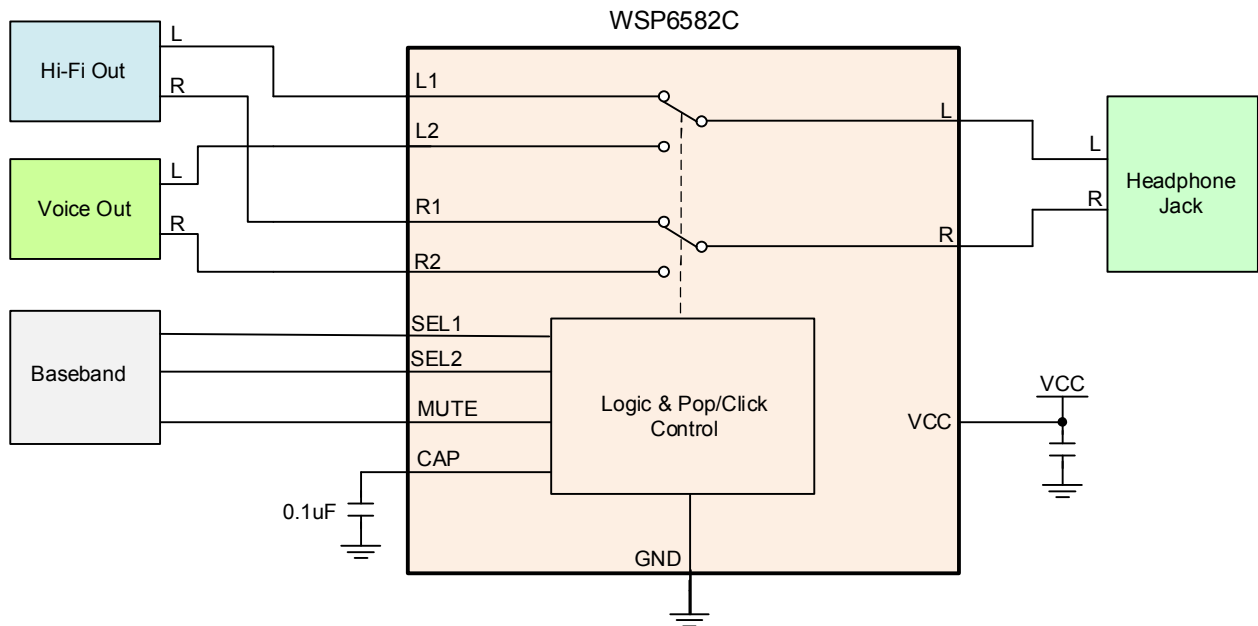 WSP6582C
Hi-Fi Out
L
R
Voice Out
L
R
Baseband
L1
L2
R1
R2
SEL1
SEL2
MUTE
CAP
0.1uF
Logic & Pop/Click
Control
GND
L
R
VCC
VCC
L
R
Headphone
Jack